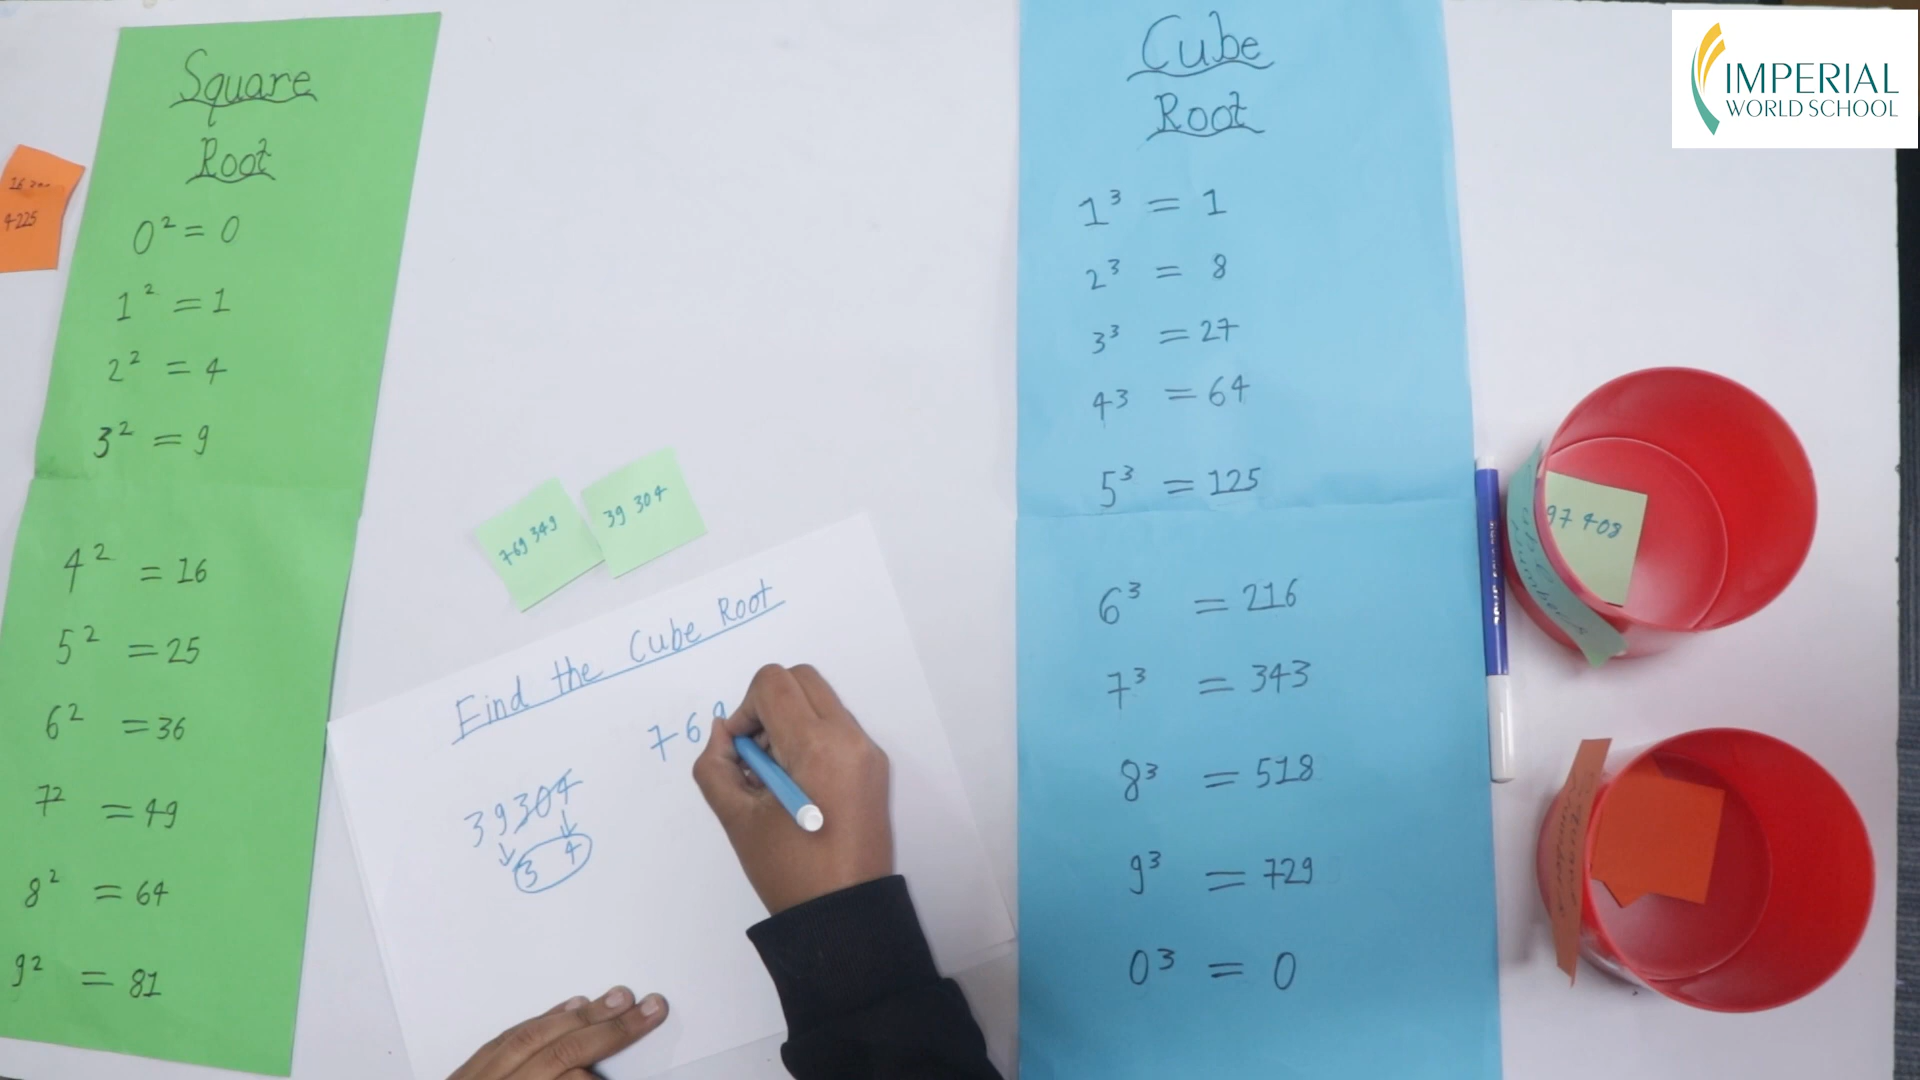 Square
Root
0² = 0
1² = 1
2² = 4
3² = 9
4² = 16
5² = 25
6² = 36
7² = 49
8² = 64
9² = 81
4225
769 349
39 304
Find the Cube Root
39304
3 4
769
Cube
Root
1³ = 1
2³ = 8
3³ = 27
4³ = 64
5³ = 125
6³ = 216
7³ = 343
8³ = 518
9³ = 729
0³ = 0
97 408
IMPERIAL
WORLD SCHOOL